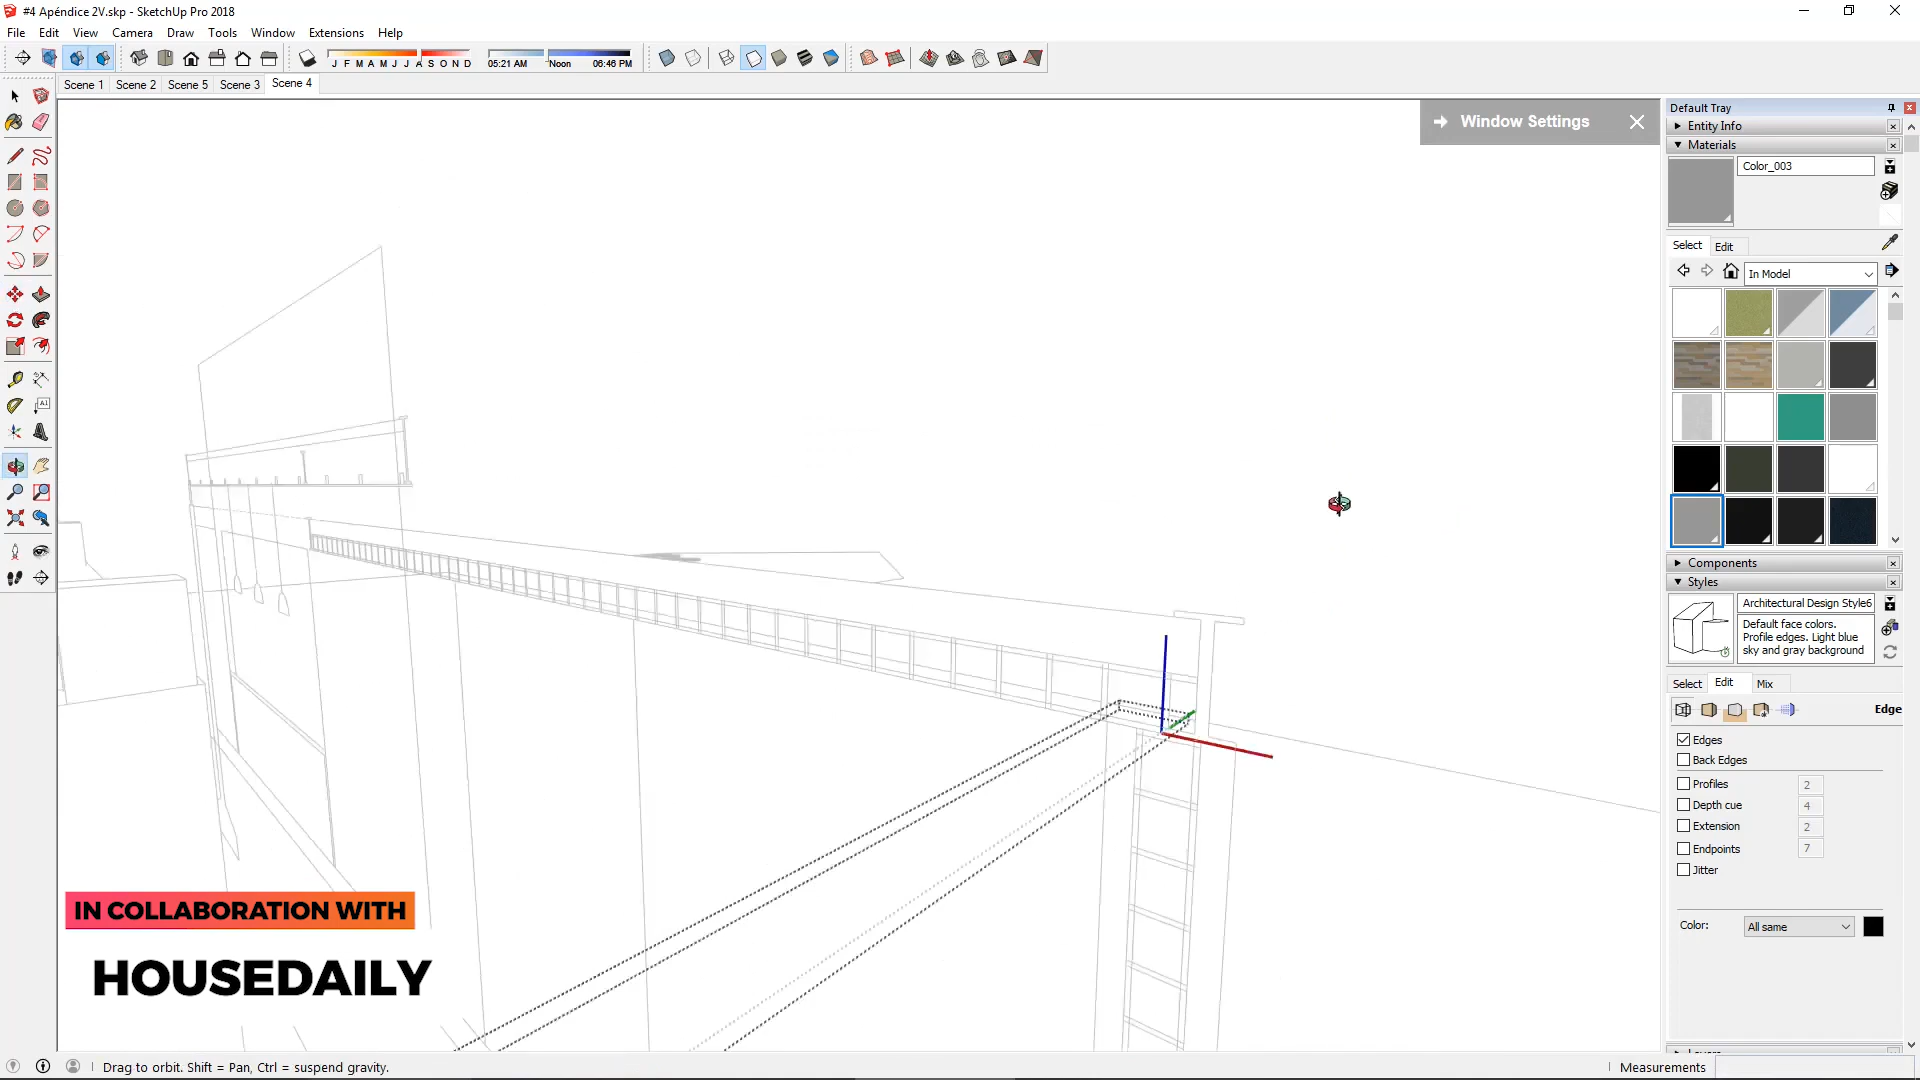 #4 Apéndice 2V.skp - SketchUp Pro 2018
File Edit View Camera Draw Tools Window Extensions Help
J F M A M J J A S O N D 05:21 AM Noon 06:46 PM
Scene 1 Scene 2 Scene 5 Scene 3 Scene 4
Window Settings
Default Tray
Entity Info
Materials
Color_003
Select Edit
In Model
Components
Styles
Architectural Design Style6
Default face colors.
Profile edges. Light blue
sky and gray background
Select Edit Mix
Edge
Edges
Back Edges
Profiles 2
Depth cue 4
Extension 2
Endpoints 7
Jitter
Color: All same
IN COLLABORATION WITH
HOUSEDAILY
Drag to orbit. Shift = Pan, Ctrl = suspend gravity.
Measurements